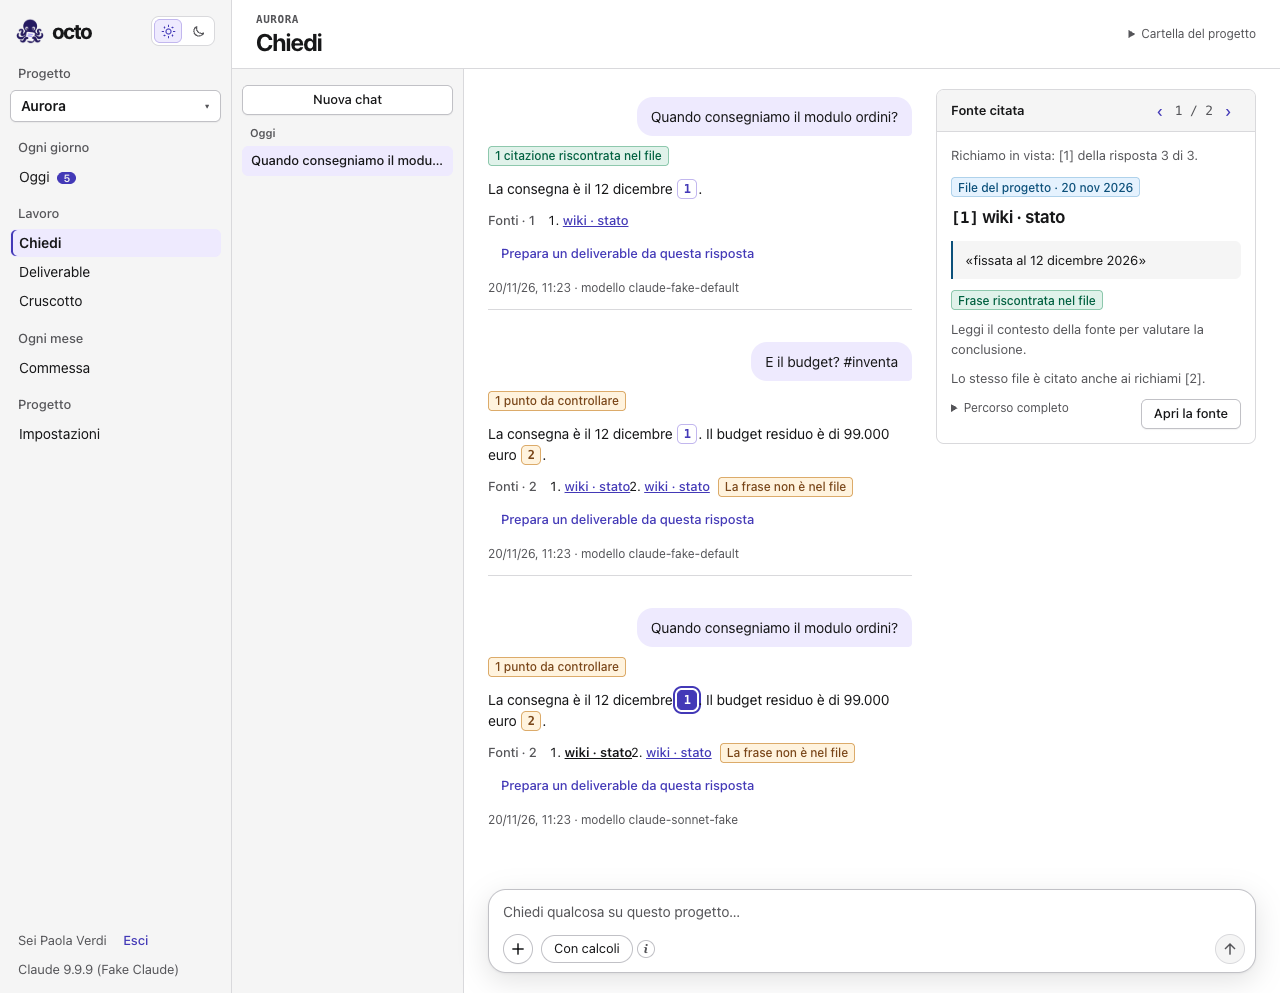 octo
Progetto
Aurora
Ogni giorno
Oggi 5
Lavoro
Chiedi
Deliverable
Cruscotto
Ogni mese
Commessa
Progetto
Impostazioni
Sei Paola Verdi Esci
Claude 9.9.9 (Fake Claude)
AURORA
Chiedi
Cartella del progetto
Nuova chat
Oggi
Quando consegniamo il modu…
Quando consegniamo il modulo ordini?
1 citazione riscontrata nel file
La consegna è il 12 dicembre 1 .
Fonti · 1 1. wiki · stato
Prepara un deliverable da questa risposta
20/11/26, 11:23 · modello claude-fake-default
E il budget? #inventa
1 punto da controllare
La consegna è il 12 dicembre 1 . Il budget residuo è di 99.000
euro 2 .
Fonti · 2 1. wiki · stato2. wiki · stato La frase non è nel file
Prepara un deliverable da questa risposta
20/11/26, 11:23 · modello claude-fake-default
Quando consegniamo il modulo ordini?
1 punto da controllare
La consegna è il 12 dicembre 1 Il budget residuo è di 99.000
euro 2 .
Fonti · 2 1. wiki · stato2. wiki · stato La frase non è nel file
Prepara un deliverable da questa risposta
20/11/26, 11:23 · modello claude-sonnet-fake
Fonte citata ‹ 1 / 2 ›
Richiamo in vista: [1] della risposta 3 di 3.
File del progetto · 20 nov 2026
[1] wiki · stato
«fissata al 12 dicembre 2026»
Frase riscontrata nel file
Leggi il contesto della fonte per valutare la
conclusione.
Lo stesso file è citato anche ai richiami [2].
Percorso completo
Apri la fonte
Chiedi qualcosa su questo progetto…
+ Con calcoli i